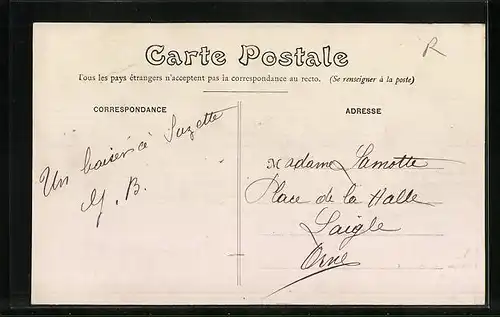 R
Carte Postale
Tous les pays étrangers n'acceptent pas la correspondance au recto. (Se renseigner à la poste)
CORRESPONDANCE
ADRESSE
Un baiser à Suzette
Y. B.
Madame Lamotte
Place de la Halle
Laigle
Orne